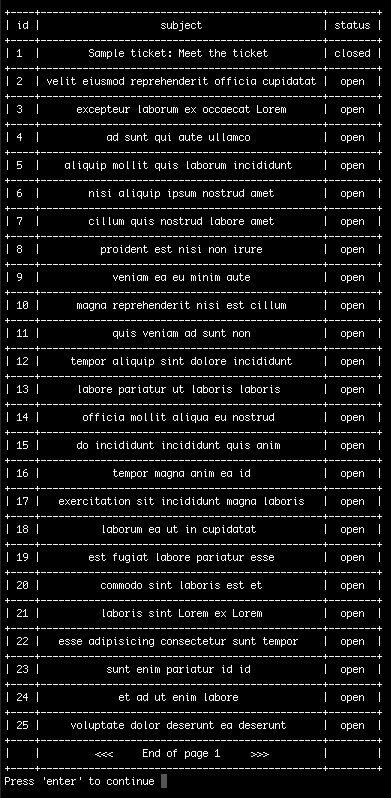 | id | subject | status |
| 1 | Sample ticket: Meet the ticket | closed |
| 2 | velit eiusmod reprehenderit officia cupidatat | open |
| 3 | excepteur laborum ex occaecat Lorem | open |
| 4 | ad sunt qui aute ullamco | open |
| 5 | aliquip mollit quis laborum incididunt | open |
| 6 | nisi aliquip ipsum nostrud amet | open |
| 7 | cillum quis nostrud labore amet | open |
| 8 | proident est nisi non irure | open |
| 9 | veniam ea eu minim aute | open |
| 10 | magna reprehenderit nisi est cillum | open |
| 11 | quis veniam ad sunt non | open |
| 12 | tempor aliquip sint dolore incididunt | open |
| 13 | labore pariatur ut laboris laboris | open |
| 14 | officia mollit aliqua eu nostrud | open |
| 15 | do incididunt incididunt quis anim | open |
| 16 | tempor magna anim ea id | open |
| 17 | exercitation sit incididunt magna laboris | open |
| 18 | laborum ea ut in cupidatat | open |
| 19 | est fugiat labore pariatur esse | open |
| 20 | commodo sint laboris est et | open |
| 21 | laboris sint Lorem ex Lorem | open |
| 22 | esse adipisicing consectetur sunt tempor | open |
| 23 | sunt enim pariatur id id | open |
| 24 | et ad ut enim labore | open |
| 25 | voluptate dolor deserunt ea deserunt | open |
| | <<< End of page 1 >>> | |
Press 'enter' to continue